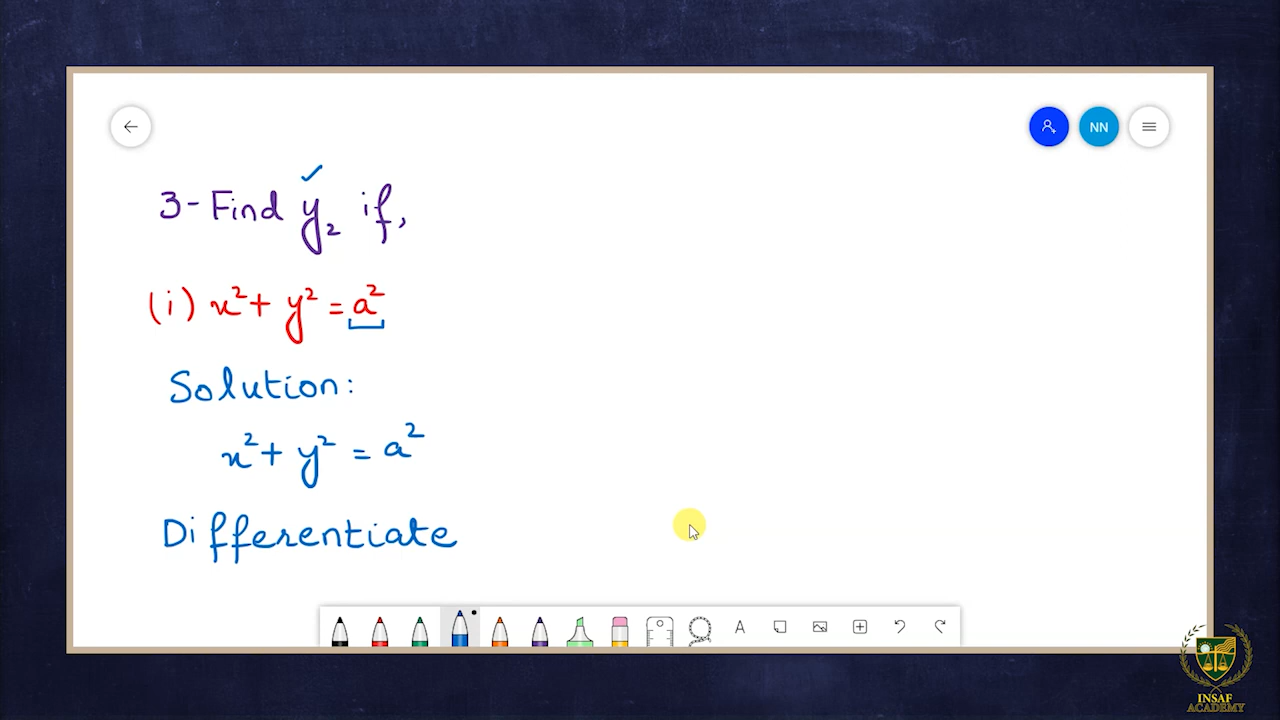 NN
3- Find y₂ if,
(i) x² + y² = a²
Solution:
x² + y² = a²
Differentiate
A
INSAF
ACADEMY